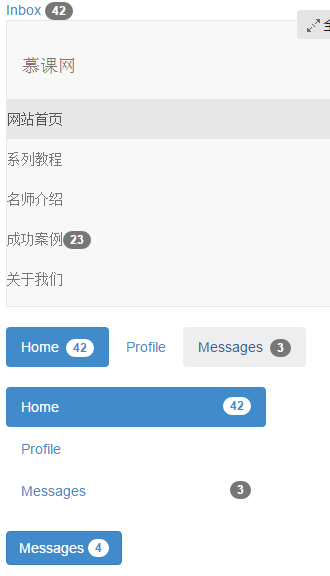 Inbox 42
全
慕课网
网站首页
系列教程
名师介绍
成功案例 23
关于我们
Home 42 Profile Messages 3
Home 42
Profile
Messages 3
Messages 4